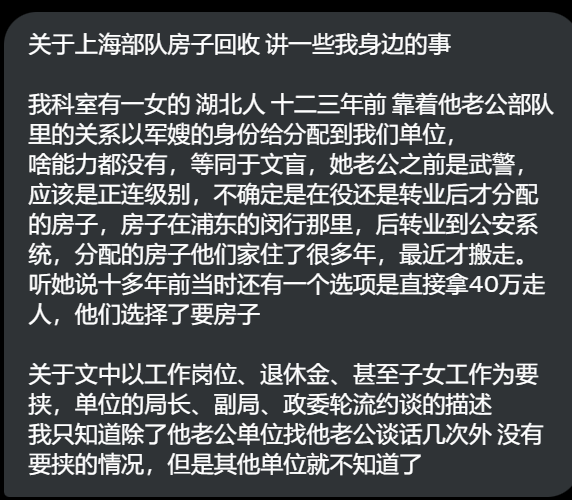 关于上海部队房子回收 讲一些我身边的事
我科室有一女的 湖北人 十二三年前 靠着他老公部队
里的关系以军嫂的身份给分配到我们单位，
啥能力都没有，等同于文盲，她老公之前是武警，
应该是正连级别，不确定是在役还是转业后才分配
的房子，房子在浦东的闵行那里，后转业到公安系
统，分配的房子他们家住了很多年，最近才搬走。
听她说十多年前当时还有一个选项是直接拿40万走
人，他们选择了要房子
关于文中以工作岗位、退休金、甚至子女工作为要
挟，单位的局长、副局、政委轮流约谈的描述
我只知道除了他老公单位找他老公谈话几次外 没有
要挟的情况，但是其他单位就不知道了